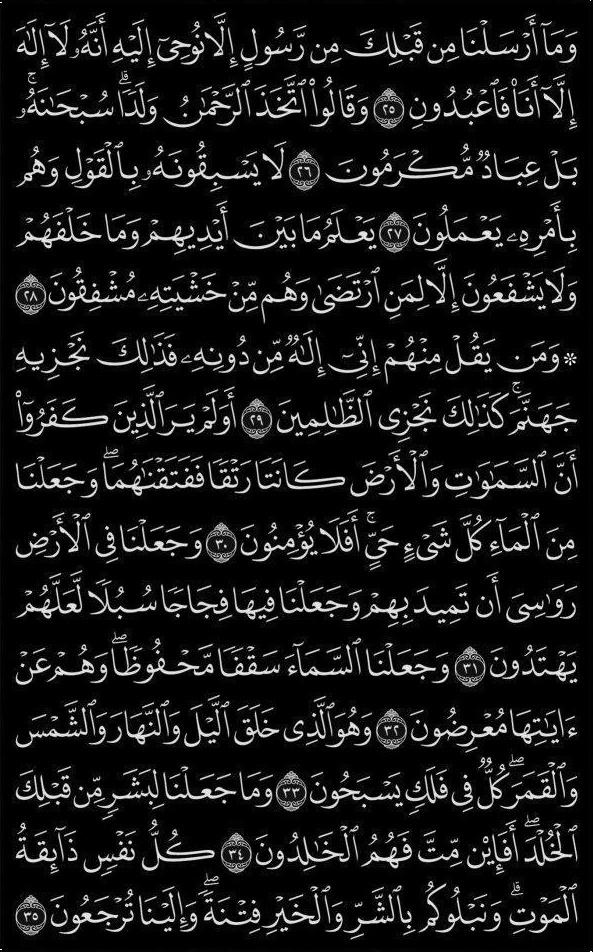 وَمَآ أَرۡسَلۡنَا مِن قَبۡلِكَ مِن رَّسُولٍ إِلَّا نُوحِيٓ إِلَيۡهِ أَنَّهُۥ لَآ إِلَٰهَ
إِلَّآ أَنَا۠ فَٱعۡبُدُونِ ٢٥ وَقَالُواْ ٱتَّخَذَ ٱلرَّحۡمَٰنُ وَلَدٗاۗ سُبۡحَٰنَهُۥۚ
بَلۡ عِبَادٞ مُّكۡرَمُونَ ٢٦ لَا يَسۡبِقُونَهُۥ بِٱلۡقَوۡلِ وَهُم
بِأَمۡرِهِۦ يَعۡمَلُونَ ٢٧ يَعۡلَمُ مَا بَيۡنَ أَيۡدِيهِمۡ وَمَا خَلۡفَهُمۡ
وَلَا يَشۡفَعُونَ إِلَّا لِمَنِ ٱرۡتَضَىٰ وَهُم مِّنۡ خَشۡيَتِهِۦ مُشۡفِقُونَ ٢٨
۞ وَمَن يَقُلۡ مِنۡهُمۡ إِنِّيٓ إِلَٰهٞ مِّن دُونِهِۦ فَذَٰلِكَ نَجۡزِيهِ
جَهَنَّمَۚ كَذَٰلِكَ نَجۡزِي ٱلظَّٰلِمِينَ ٢٩ أَوَلَمۡ يَرَ ٱلَّذِينَ كَفَرُوٓاْ
أَنَّ ٱلسَّمَٰوَٰتِ وَٱلۡأَرۡضَ كَانَتَا رَتۡقٗا فَفَتَقۡنَٰهُمَاۖ وَجَعَلۡنَا
مِنَ ٱلۡمَآءِ كُلَّ شَيۡءٍ حَيٍّۚ أَفَلَا يُؤۡمِنُونَ ٣٠ وَجَعَلۡنَا فِي ٱلۡأَرۡضِ
رَوَٰسِيَ أَن تَمِيدَ بِهِمۡ وَجَعَلۡنَا فِيهَا فِجَاجٗا سُبُلٗا لَّعَلَّهُمۡ
يَهۡتَدُونَ ٣١ وَجَعَلۡنَا ٱلسَّمَآءَ سَقۡفٗا مَّحۡفُوظٗاۖ وَهُمۡ عَنۡ
ءَايَٰتِهَا مُعۡرِضُونَ ٣٢ وَهُوَ ٱلَّذِي خَلَقَ ٱلَّيۡلَ وَٱلنَّهَارَ وَٱلشَّمۡسَ
وَٱلۡقَمَرَۖ كُلّٞ فِي فَلَكٖ يَسۡبَحُونَ ٣٣ وَمَا جَعَلۡنَا لِبَشَرٖ مِّن قَبۡلِكَ
ٱلۡخُلۡدَۖ أَفَإِيْن مِّتَّ فَهُمُ ٱلۡخَٰلِدُونَ ٣٤ كُلُّ نَفۡسٖ ذَآئِقَةُ
ٱلۡمَوۡتِۗ وَنَبۡلُوكُم بِٱلشَّرِّ وَٱلۡخَيۡرِ فِتۡنَةٗۖ وَإِلَيۡنَا تُرۡجَعُونَ ٣٥